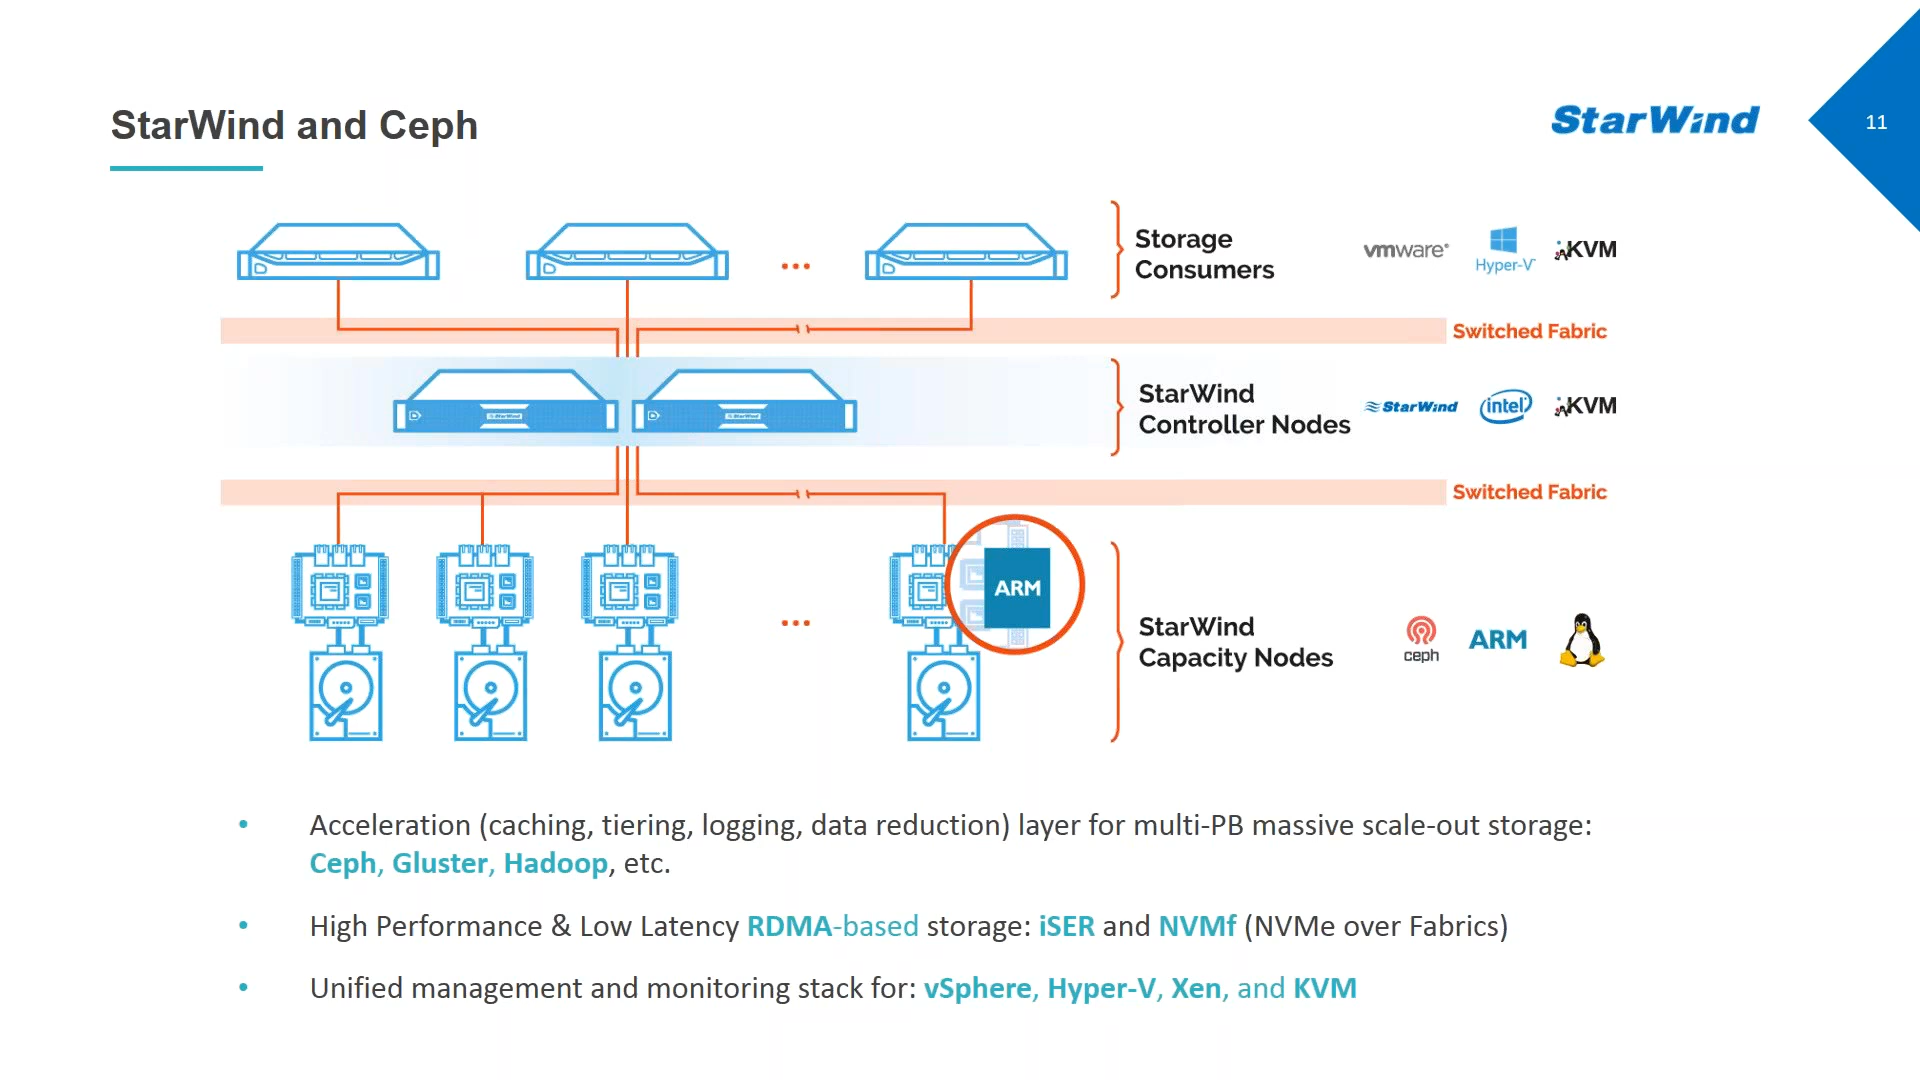 StarWind and Ceph
StarWind
11
Storage
Consumers
vmware®
Hyper-V
KVM
Switched Fabric
StarWind
StarWind
StarWind
Controller Nodes
StarWind
intel
KVM
Switched Fabric
ARM
StarWind
Capacity Nodes
ceph
ARM
• Acceleration (caching, tiering, logging, data reduction) layer for multi-PB massive scale-out storage:
Ceph, Gluster, Hadoop, etc.
• High Performance & Low Latency RDMA-based storage: iSER and NVMf (NVMe over Fabrics)
• Unified management and monitoring stack for: vSphere, Hyper-V, Xen, and KVM